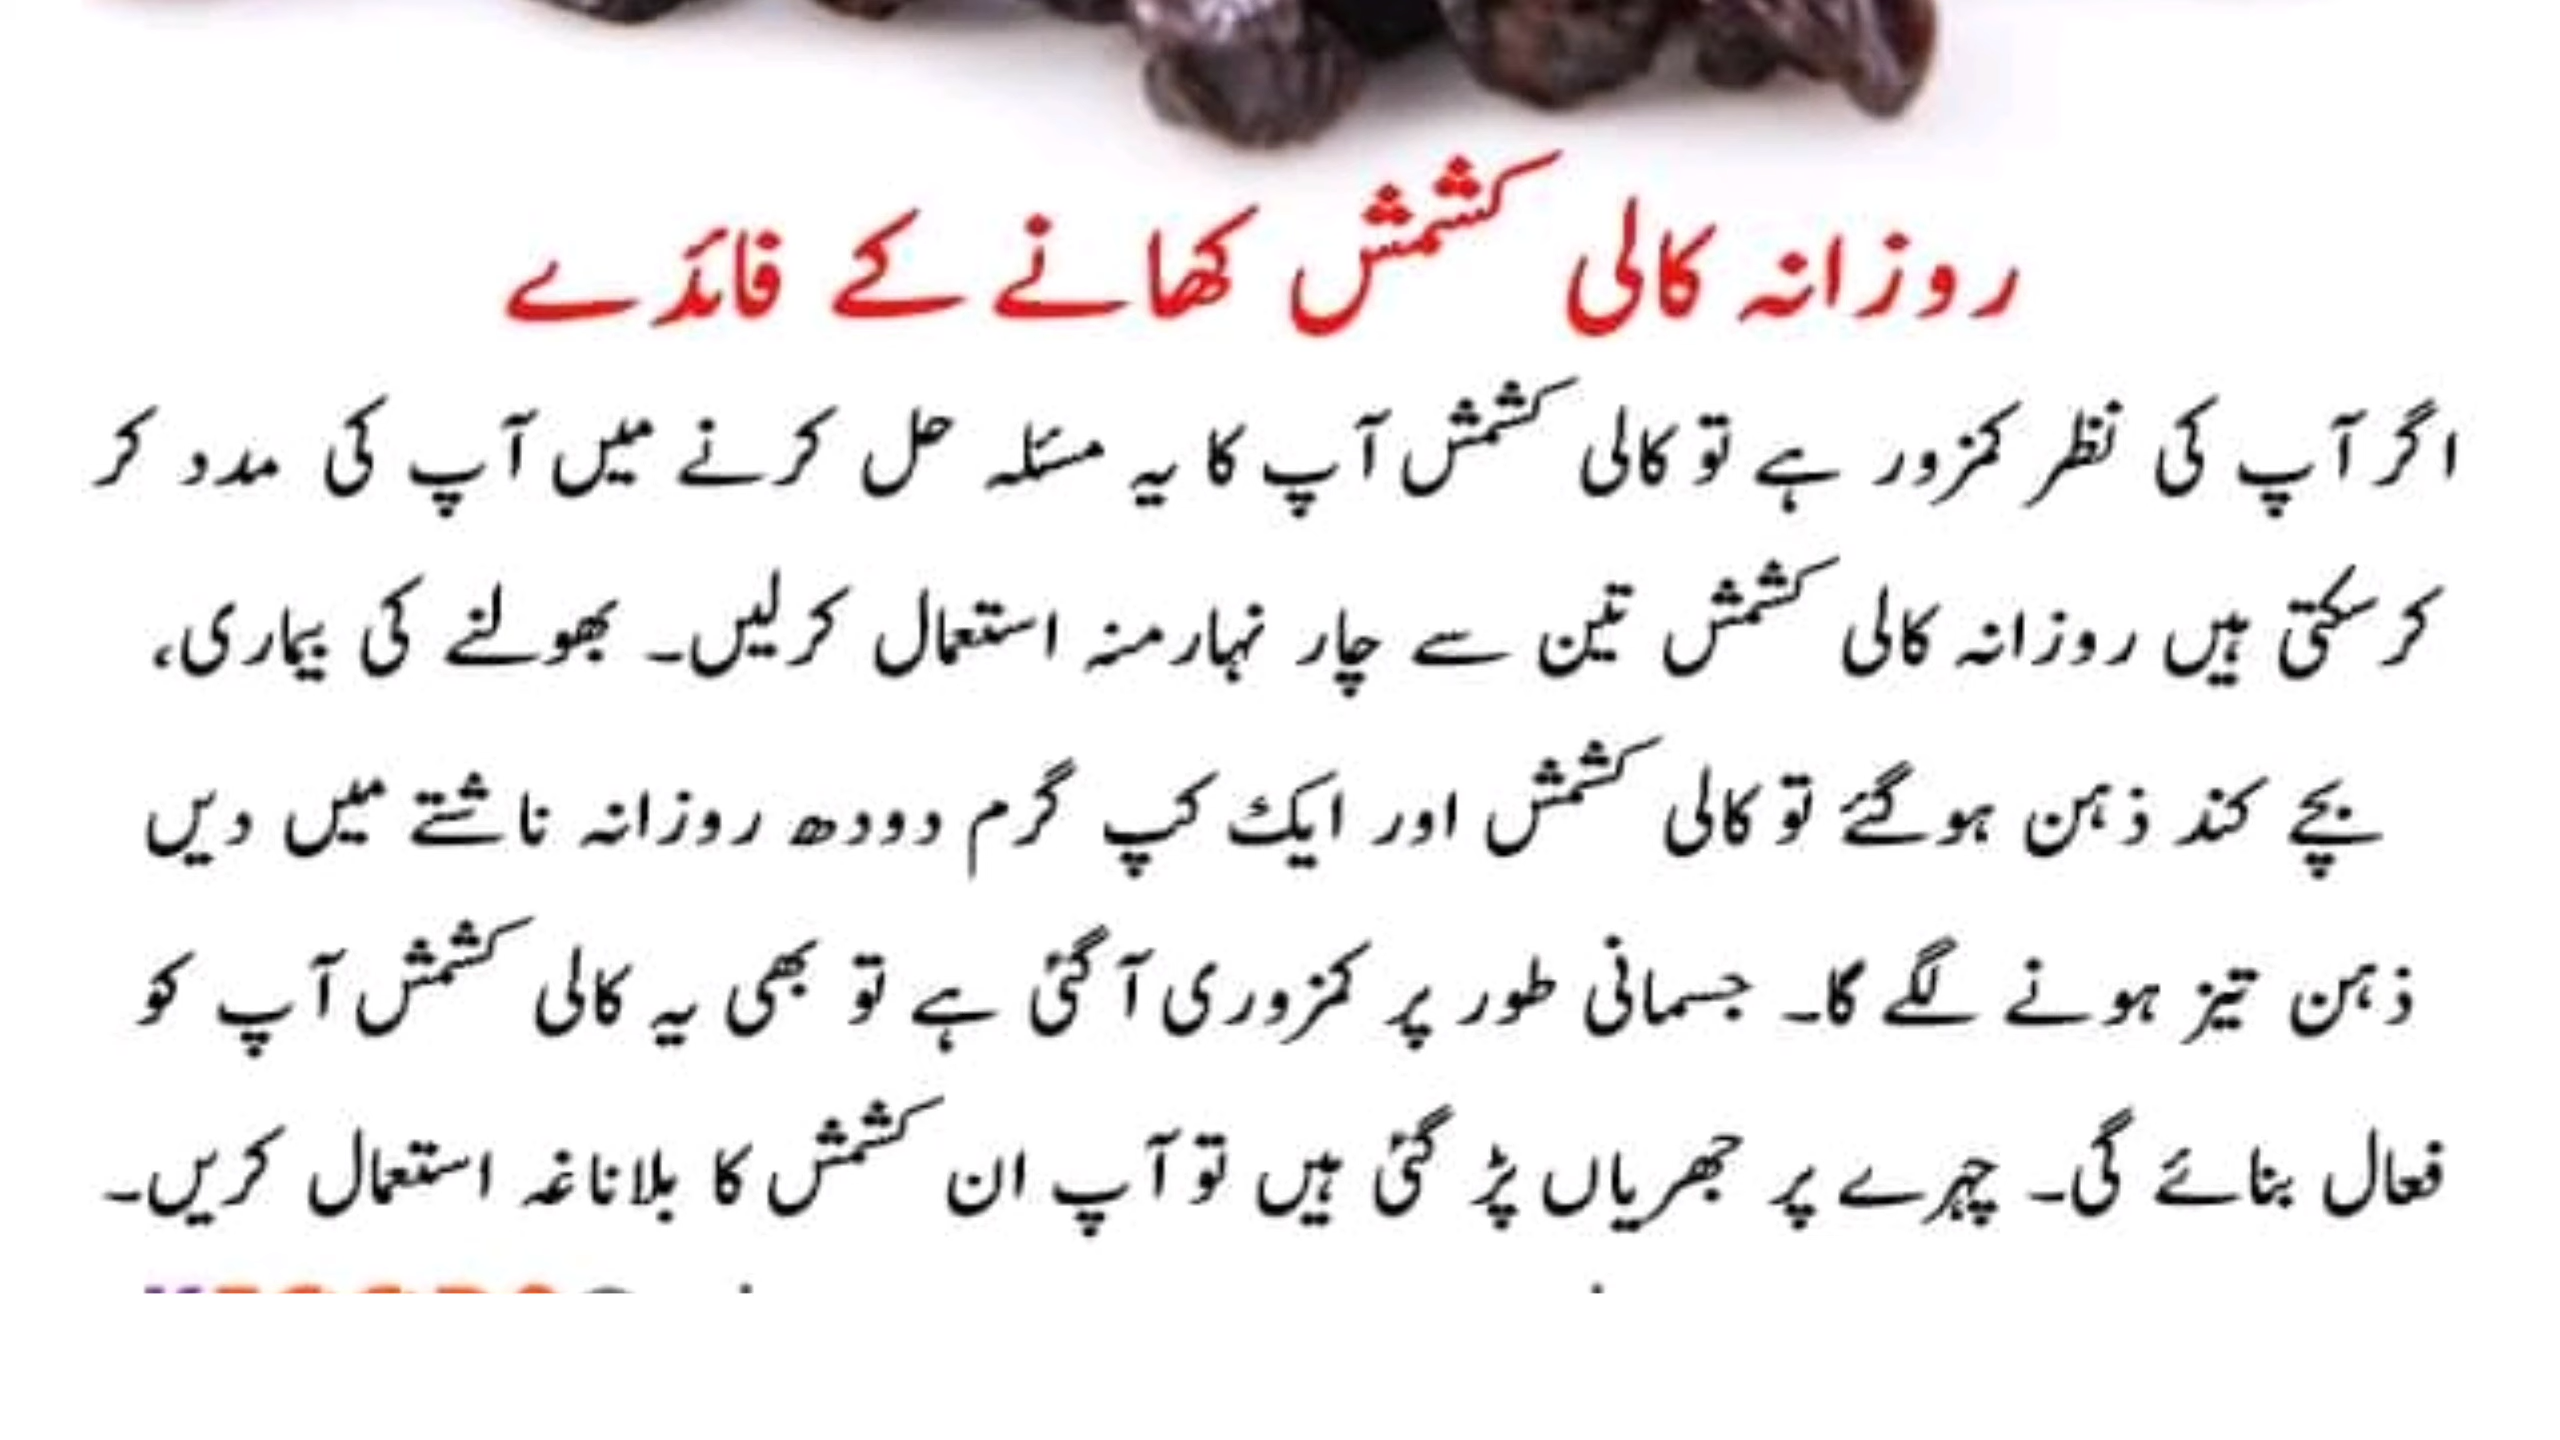 روزانہ کالی کشمش کھانے کے فائدے
اگر آپ کی نظر کمزور ہے تو کالی کشمش آپ کا یہ مسئلہ حل کرنے میں آپ کی مدد کر
کر سکتی ہیں روزانہ کالی کشمش تین سے چار نہار منہ استعمال کر لیں۔ بھولنے کی بیماری،
بچے کند ذہن ہوگئے تو کالی کشمش اور ایک کپ گرم دودھ روزانہ ناشتے میں دیں
ذہن تیز ہونے لگے گا۔ جسمانی طور پر کمزوری آ گئی ہے تو بھی یہ کالی کشمش آپ کو
فعال بنائے گی۔ چہرے پر جھریاں پڑ گئی ہیں تو آپ ان کشمش کا بلاناغہ استعمال کریں۔